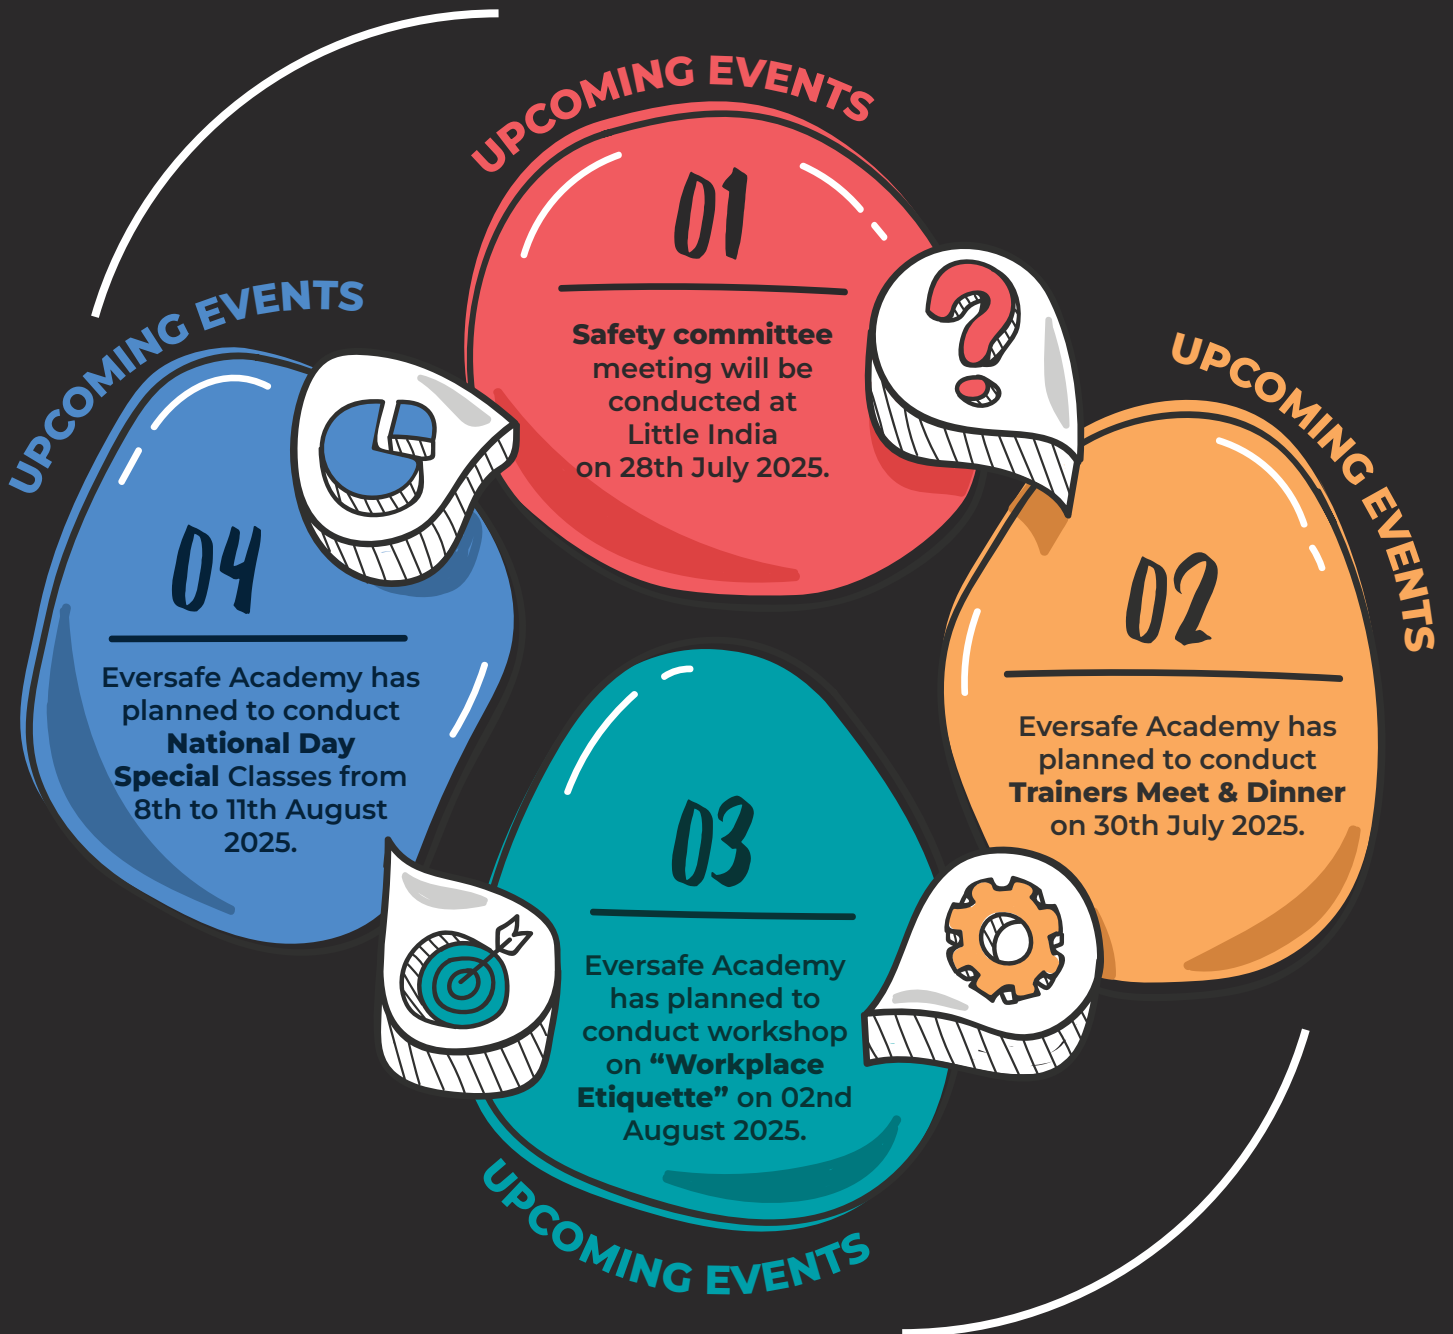 UPCOMING EVENTS
01
Safety committee
meeting will be
conducted at
Little India
on 28th July 2025.
UPCOMING EVENTS
02
Eversafe Academy has
planned to conduct
Trainers Meet & Dinner
on 30th July 2025.
UPCOMING EVENTS
03
Eversafe Academy
has planned to
conduct workshop
on “Workplace
Etiquette” on 02nd
August 2025.
UPCOMING EVENTS
04
Eversafe Academy has
planned to conduct
National Day
Special Classes from
8th to 11th August
2025.